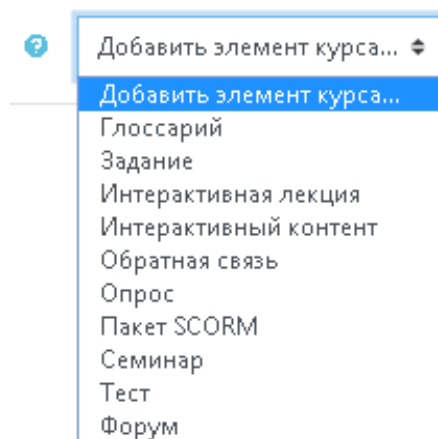 Добавить элемент курса...
Добавить элемент курса...
Глоссарий
Задание
Интерактивная лекция
Интерактивный контент
Обратная связь
Опрос
Пакет SCORM
Семинар
Тест
Форум